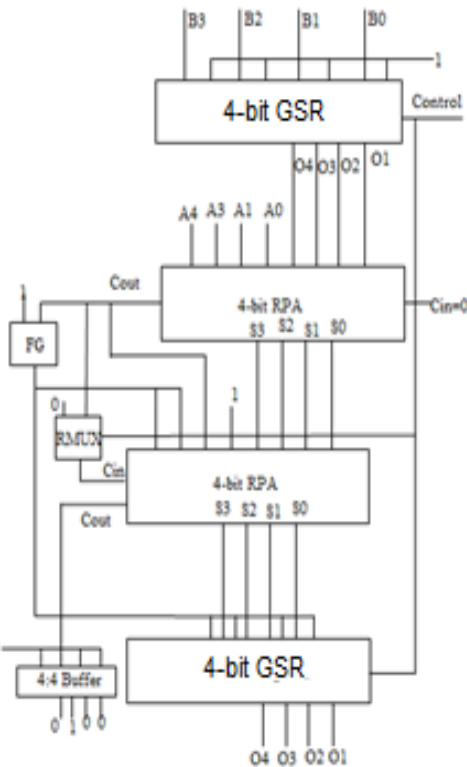 B3 B2 B1 B0
1
4-bit GSR
Control
O4 O3 O2 O1
A4 A3 A1 A0
Cout
4-bit RPA
Cin=0
1
S3 S2 S1 S0
FG
0
1
RMUX
Cin
4-bit RPA
Cout
S3 S2 S1 S0
4-bit GSR
4:4 Buffer
0 1 0 0
O4 O3 O2 O1